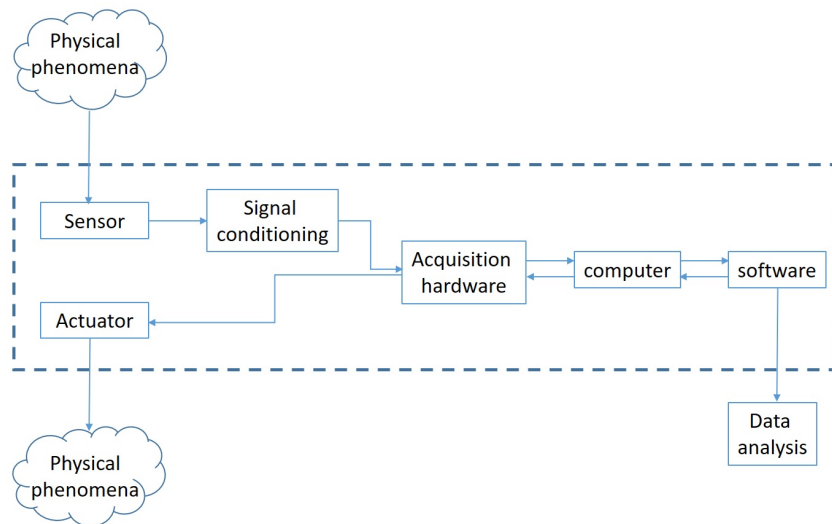 Physical
phenomena
Sensor
Signal
conditioning
Acquisition
hardware
computer
software
Actuator
Physical
phenomena
Data
analysis